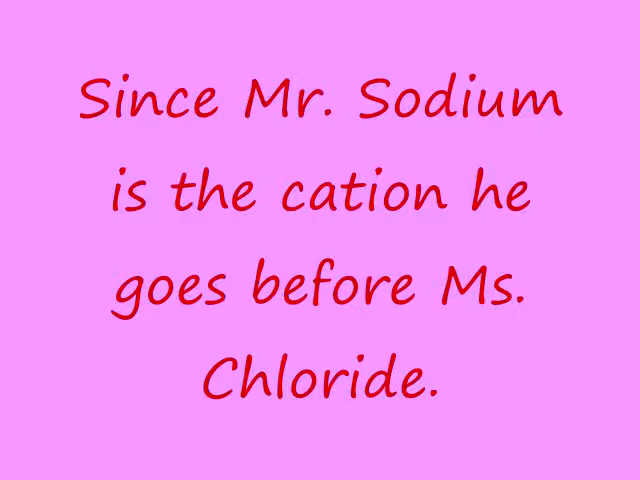 Since Mr. Sodium
is the cation he
goes before Ms.
Chloride.